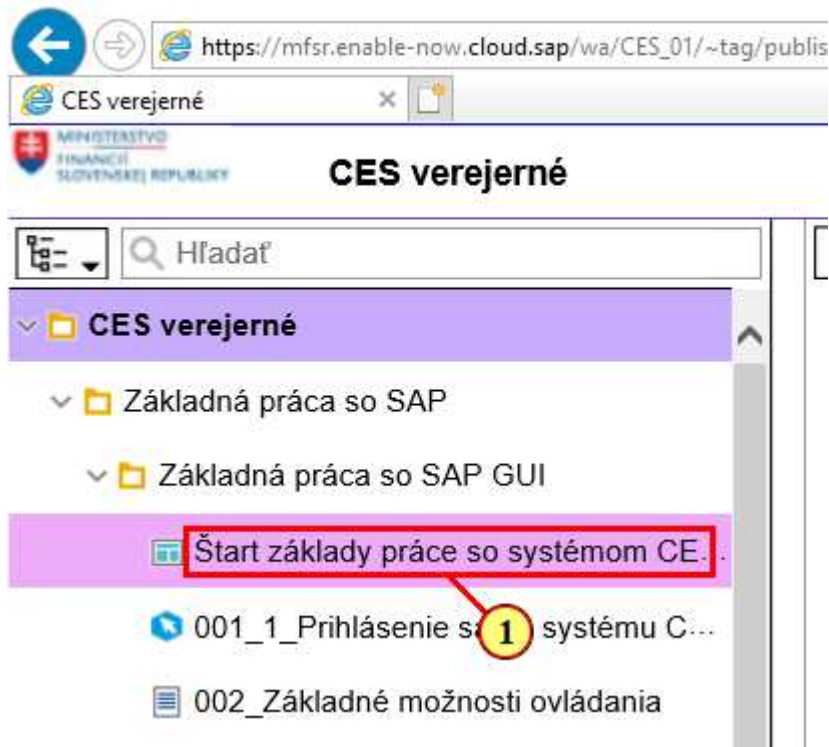 https://mfsr.enable-now.cloud.sap/wa/CES_01/~tag/publis
CES verejerné
MINISTERSTVO
FINANCIÍ
SLOVENSKEJ REPUBLIKY
CES verejerné
Hľadať
CES verejerné
Základná práca so SAP
Základná práca so SAP GUI
Štart základy práce so systémom CE...
001_1_Prihlásenie sa systému C...
1
002_Základné možnosti ovládania